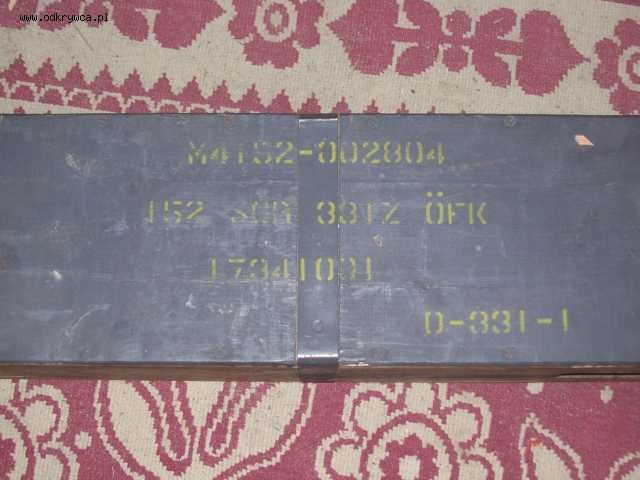 www.odkrywca.pl
M4152-002804
152 331Z ÖFK
17341031
D-331-1